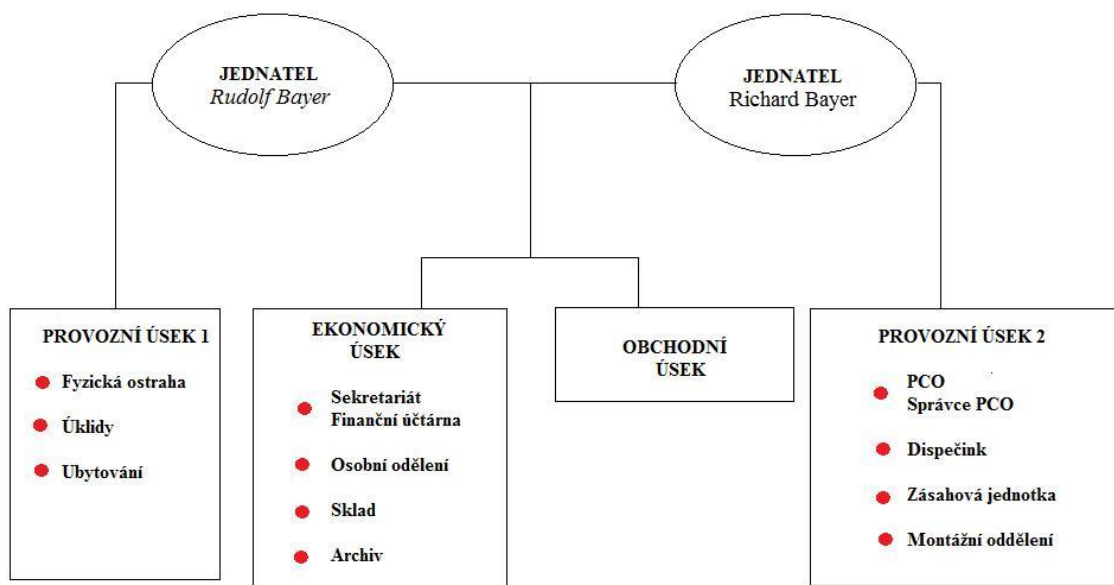 JEDNATEL
Rudolf Bayer
JEDNATEL
Richard Bayer
PROVOZNÍ ÚSEK 1
Fyzická ostraha
Úklidy
Ubytování
EKONOMICKÝ
ÚSEK
Sekretariát
Finanční účtárna
Osobní odělení
Sklad
Archiv
OBCHODNÍ
ÚSEK
PROVOZNÍ ÚSEK 2
PCO
Správce PCO
Dispečink
Zásahová jednotka
Montážní oddělení